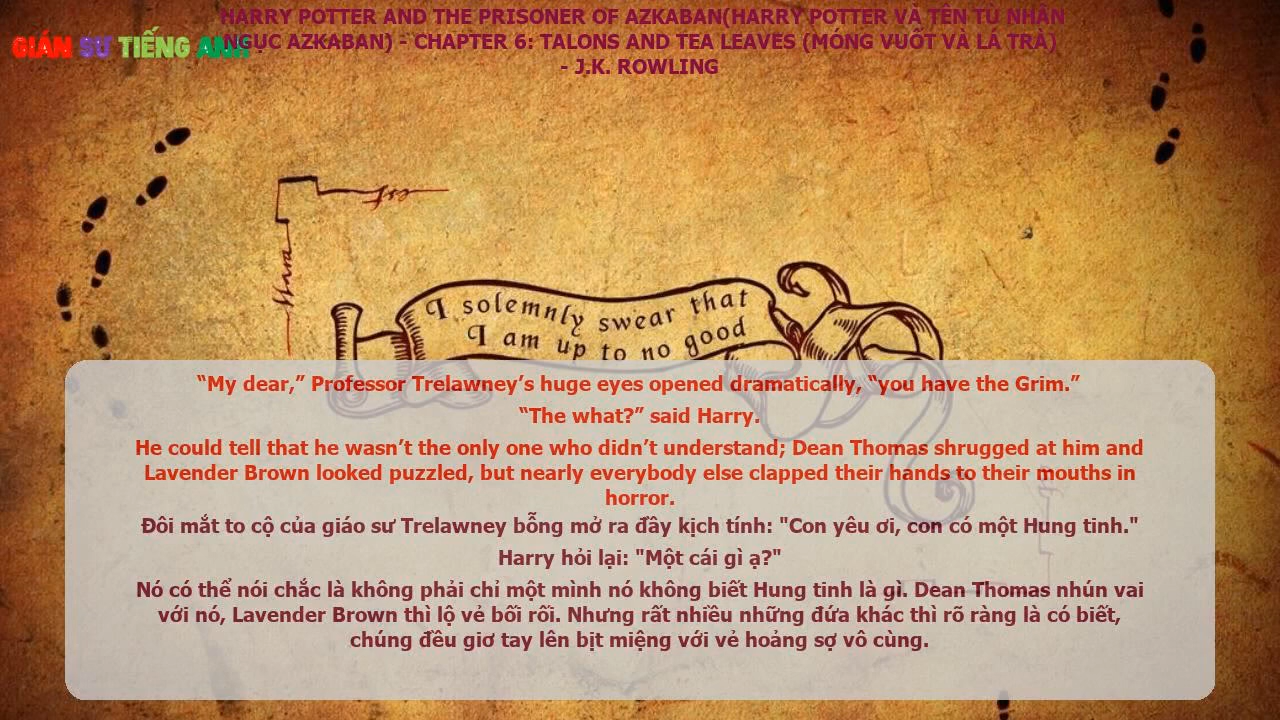 HARRY POTTER AND THE PRISONER OF AZKABAN(HARRY POTTER VÀ TÊN TÙ NHÂN
NGỤC AZKABAN) - CHAPTER 6: TALONS AND TEA LEAVES (MÓNG VUỐT VÀ LÁ TRÀ)
- J.K. ROWLING
GIÁN SƯ TIẾNG ANH
I solemnly swear that
I am up to no good
“My dear,” Professor Trelawney’s huge eyes opened dramatically, “you have the Grim.”
“The what?” said Harry.
He could tell that he wasn’t the only one who didn’t understand; Dean Thomas shrugged at him and
Lavender Brown looked puzzled, but nearly everybody else clapped their hands to their mouths in
horror.
Đôi mắt to cộ của giáo sư Trelawney bỗng mở ra đầy kịch tính: "Con yêu ơi, con có một Hung tinh."
Harry hỏi lại: "Một cái gì ạ?"
Nó có thể nói chắc là không phải chỉ một mình nó không biết Hung tinh là gì. Dean Thomas nhún vai
với nó, Lavender Brown thì lộ vẻ bối rối. Nhưng rất nhiều những đứa khác thì rõ ràng là có biết,
chúng đều giơ tay lên bịt miệng với vẻ hoảng sợ vô cùng.